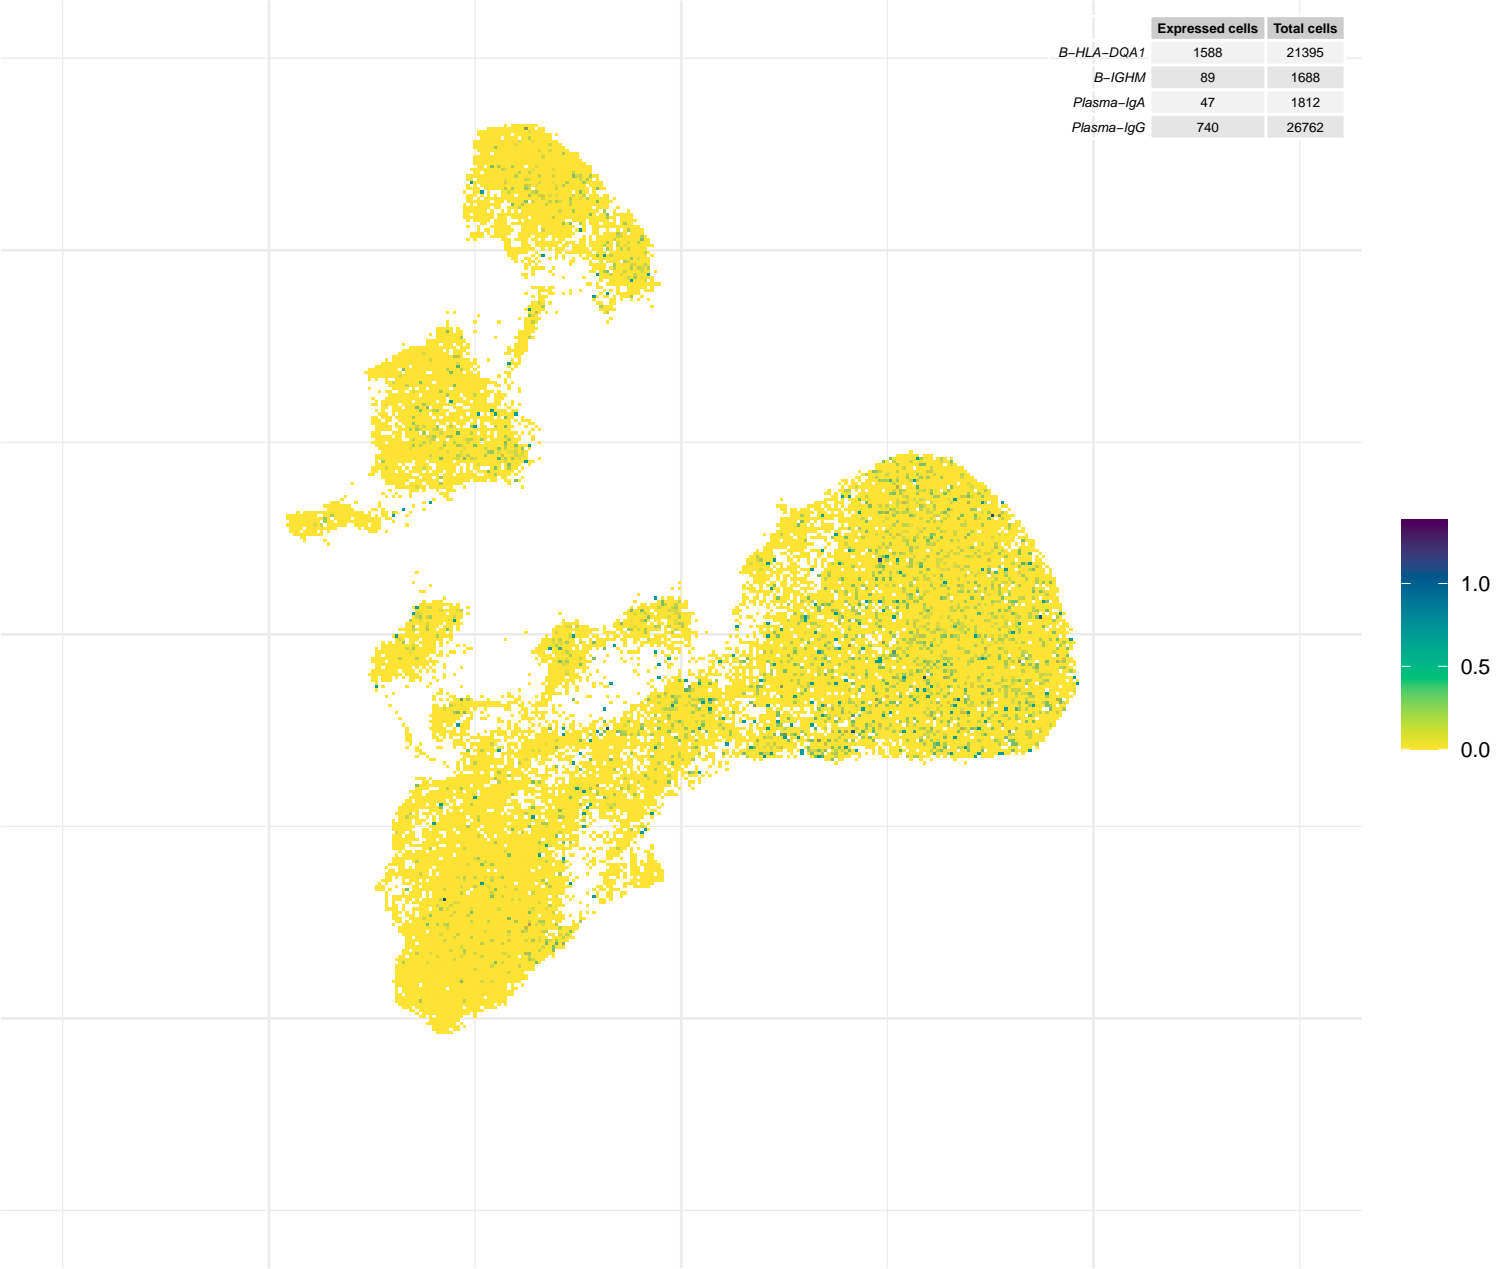 Expressed cells Total cells
B−HLA−DQA1 1588 21395
B−IGHM 89 1688
Plasma−IgA 47 1812
Plasma−IgG 740 26762
1.0
0.5
0.0